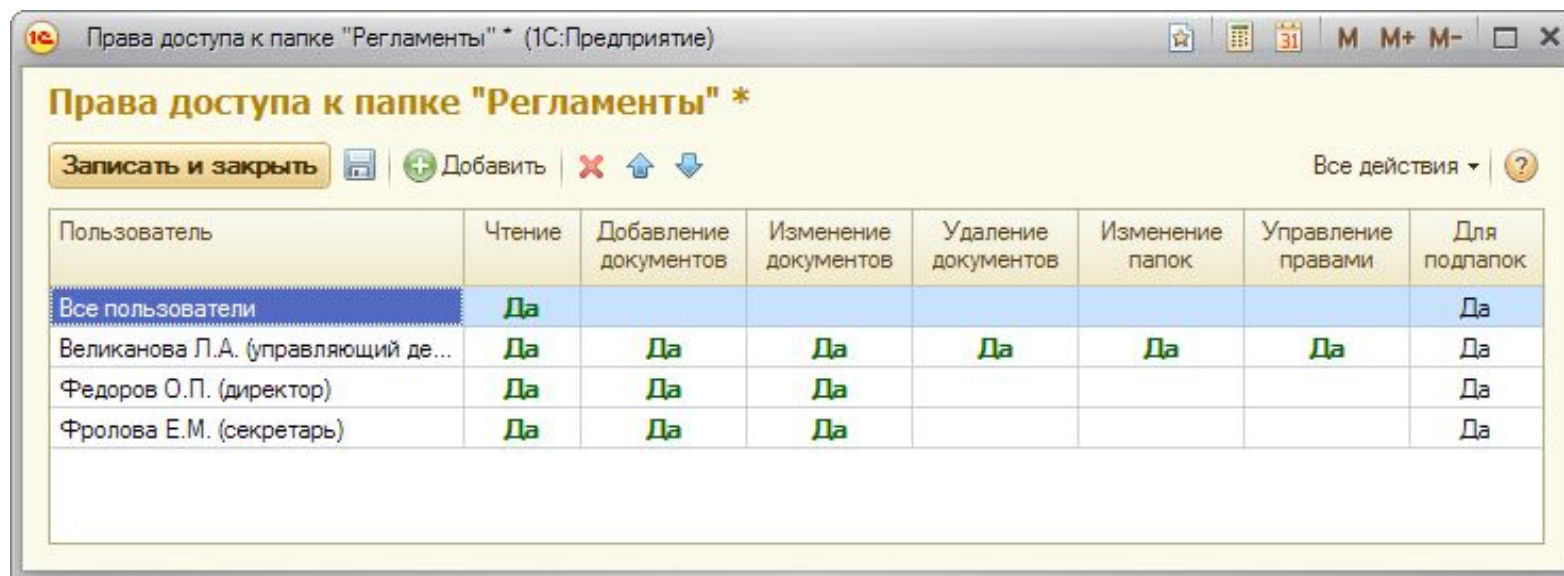 1С Права доступа к папке "Регламенты" * (1С:Предприятие) 31 M M+ M-
Права доступа к папке "Регламенты" *
Записать и закрыть Добавить Все действия ?
Пользователь Чтение Добавление документов Изменение документов Удаление документов Изменение папок Управление правами Для подпапок
Все пользователи Да Да
Великанова Л.А. (управляющий де... Да Да Да Да Да Да Да
Федоров О.П. (директор) Да Да Да Да
Фролова Е.М. (секретарь) Да Да Да Да